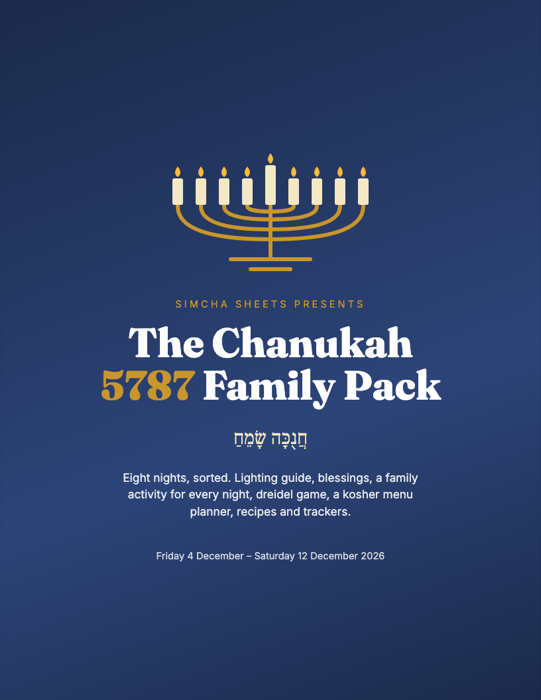 SIMCHA SHEETS PRESENTS
The Chanukah
5787 Family Pack
חֲנֻכָּה שָׂמֵחַ
Eight nights, sorted. Lighting guide, blessings, a family
activity for every night, dreidel game, a kosher menu
planner, recipes and trackers.
Friday 4 December – Saturday 12 December 2026